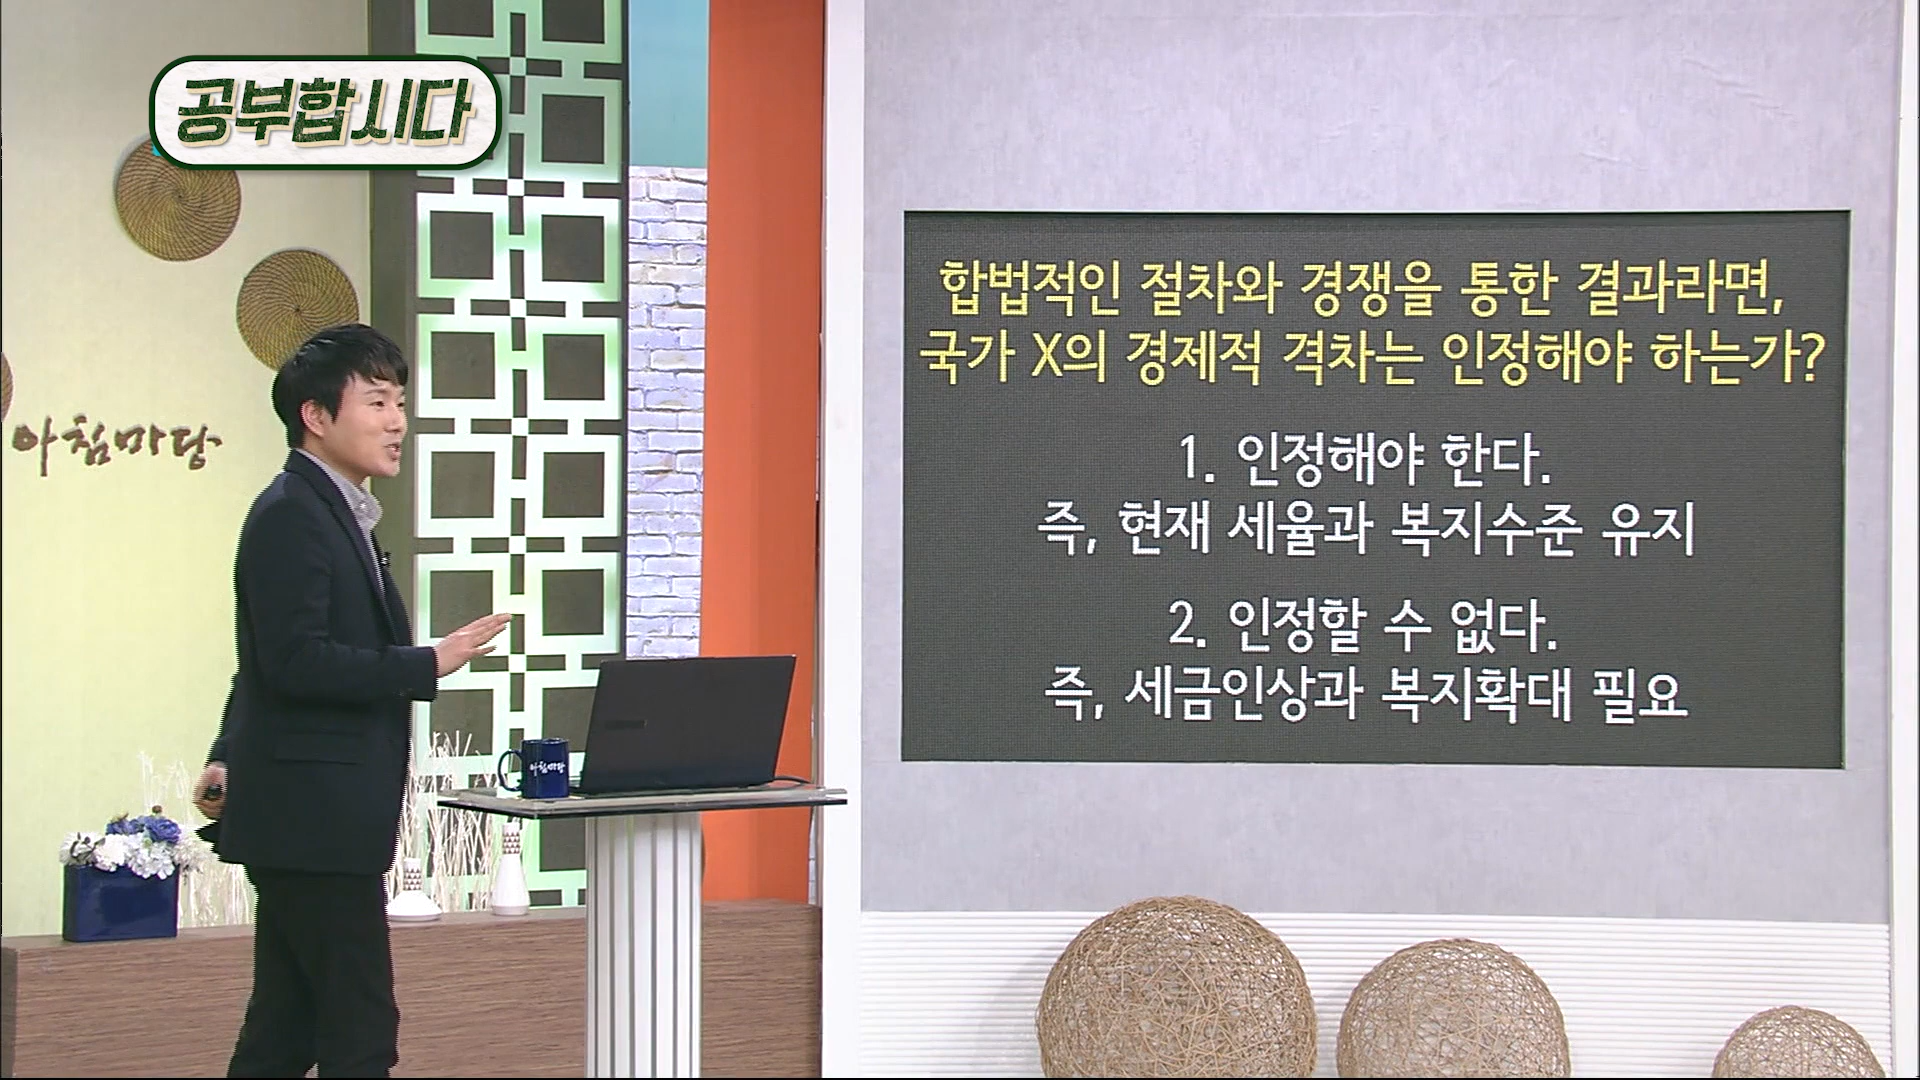 공부합시다
아침마당
합법적인 절차와 경쟁을 통한 결과라면,
국가 X의 경제적 격차는 인정해야 하는가?
1. 인정해야 한다.
즉, 현재 세율과 복지수준 유지
2. 인정할 수 없다.
즉, 세금인상과 복지확대 필요
아침마당